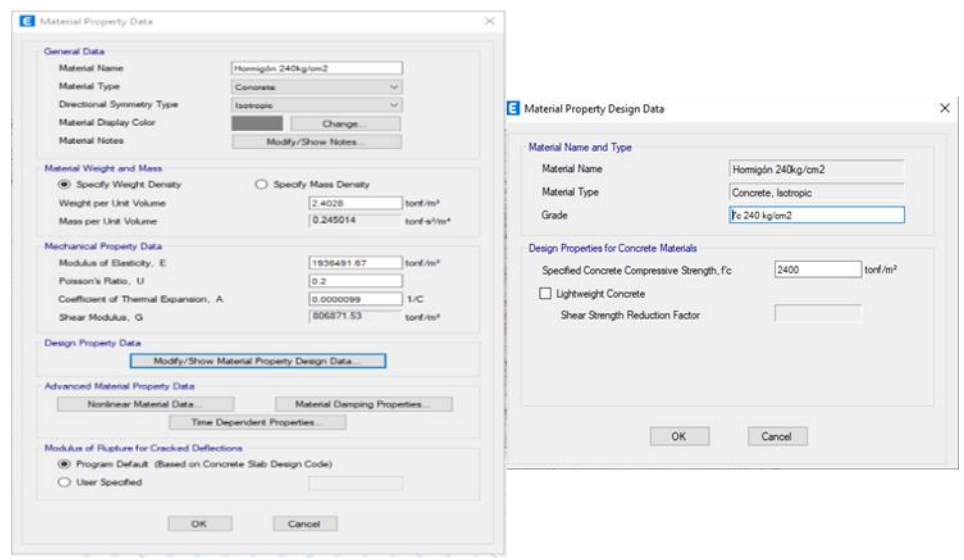 E Material Property Data
General Data
Material Name Hormigón 240kg/cm2
Material Type Concrete
Directional Symmetry Type Isotropic
Material Display Color Change...
Material Notes Modify/Show Notes...
Material Weight and Mass
Specify Weight Density Specify Mass Density
Weight per Unit Volume 2.4028 tonf/m³
Mass per Unit Volume 0.245014 tonf-s²/m⁴
Mechanical Property Data
Modulus of Elasticity, E 1936491.67 tonf/m²
Poisson's Ratio, U 0.2
Coefficient of Thermal Expansion, A 0.0000099 1/C
Shear Modulus, G 806871.53 tonf/m²
Design Property Data
Modify/Show Material Property Design Data...
Advanced Material Property Data
Nonlinear Material Data... Material Damping Properties...
Time Dependent Properties...
Modulus of Rupture for Cracked Deflections
Program Default (Based on Concrete Slab Design Code)
User Specified
OK Cancel
E Material Property Design Data
Material Name and Type
Material Name Hormigón 240kg/cm2
Material Type Concrete, Isotropic
Grade f'c 240 kg/cm2
Design Properties for Concrete Materials
Specified Concrete Compressive Strength, f'c 2400 tonf/m²
Lightweight Concrete
Shear Strength Reduction Factor
OK Cancel